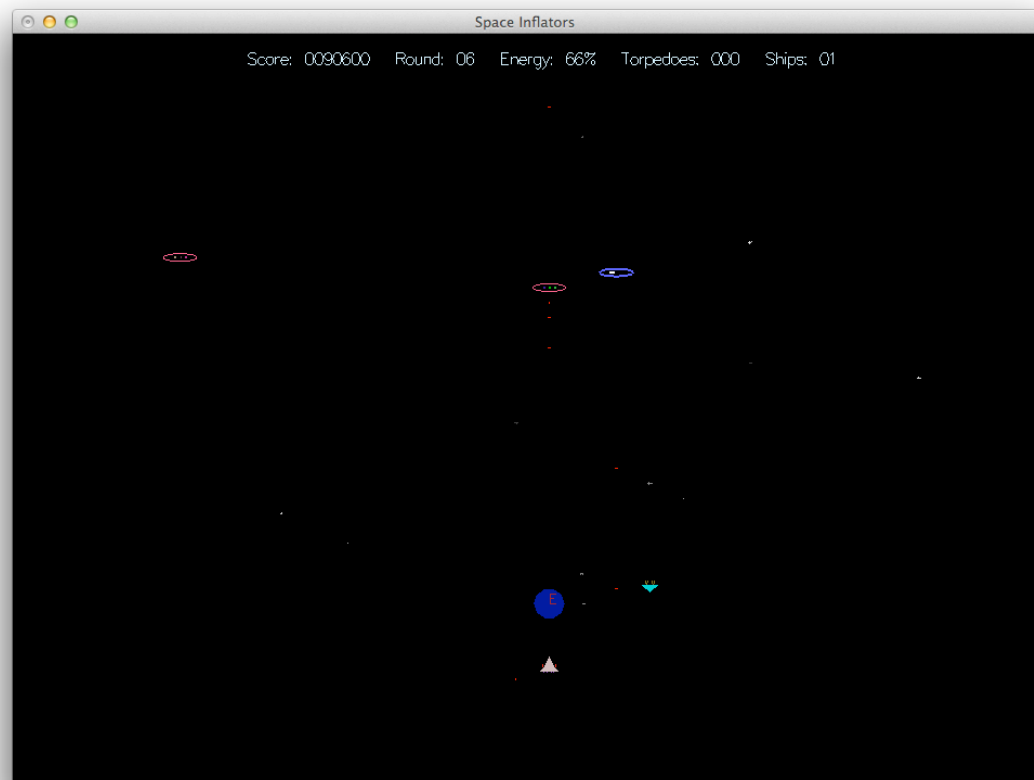 Space Inflators
Score: 0090600 Round: 06 Energy: 66% Torpedoes: 000 Ships: 01
E